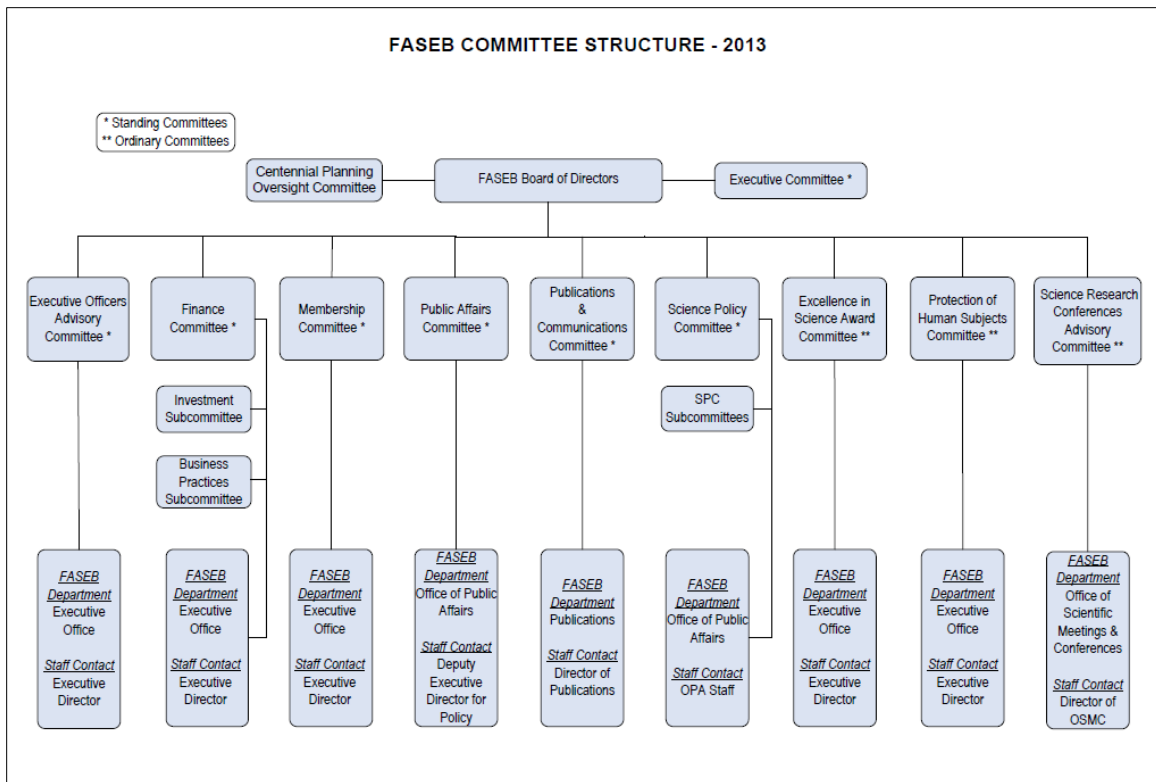 FASEB COMMITTEE STRUCTURE - 2013
* Standing Committees
** Ordinary Committees
Centennial Planning
Oversight Committee
FASEB Board of Directors
Executive Committee *
Executive Officers
Advisory
Committee *
Finance
Committee *
Membership
Committee *
Public Affairs
Committee *
Publications
&
Communications
Committee *
Science Policy
Committee *
Excellence in
Science Award
Committee **
Protection of
Human Subjects
Committee **
Science Research
Conferences
Advisory
Committee **
Investment
Subcommittee
SPC
Subcommittees
Business
Practices
Subcommittee
FASEB
Department
Executive
Office
Staff Contact
Executive
Director
FASEB
Department
Executive
Office
Staff Contact
Executive
Director
FASEB
Department
Executive
Office
Staff Contact
Executive
Director
FASEB
Department
Office of Public
Affairs
Staff Contact
Deputy
Executive
Director for
Policy
FASEB
Department
Publications
Staff Contact
Director of
Publications
FASEB
Department
Office of Public
Affairs
Staff Contact
OPA Staff
FASEB
Department
Executive
Office
Staff Contact
Executive
Director
FASEB
Department
Executive
Office
Staff Contact
Executive
Director
FASEB
Department
Office of
Scientific
Meetings &
Conferences
Staff Contact
Director of
OSMC